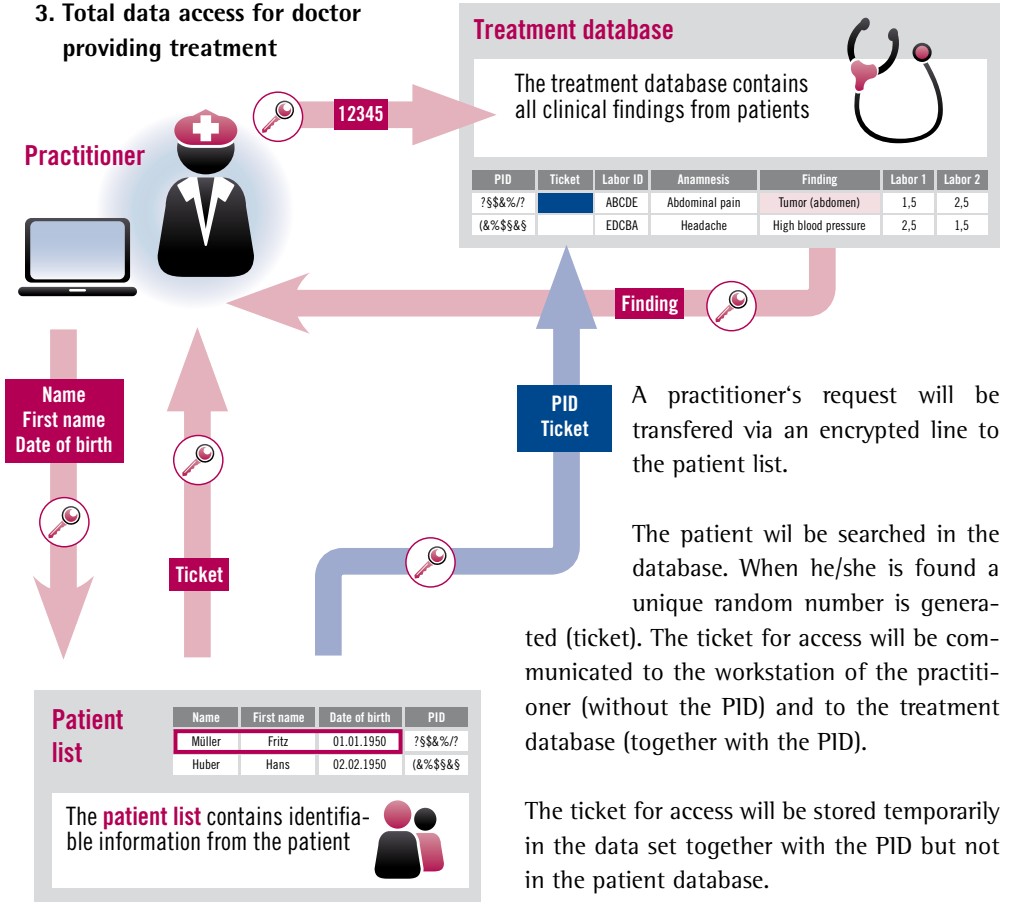 3. Total data access for doctor
providing treatment
Practitioner
12345
Treatment database
The treatment database contains
all clinical findings from patients
PID Ticket Labor ID Anamnesis Finding Labor 1 Labor 2
?§$&%/? ABCDE Abdominal pain Tumor (abdomen) 1,5 2,5
(&%$§&§ EDCBA Headache High blood pressure 2,5 1,5
Finding
Name
First name
Date of birth
Ticket
PID
Ticket
A practitioner‘s request will be
transfered via an encrypted line to
the patient list.
The patient wil be searched in the
database. When he/she is found a
unique random number is genera-
ted (ticket). The ticket for access will be com-
municated to the workstation of the practiti-
oner (without the PID) and to the treatment
database (together with the PID).
The ticket for access will be stored temporarily
in the data set together with the PID but not
in the patient database.
Patient
list
Name First name Date of birth PID
Müller Fritz 01.01.1950 ?§$&%/?
Huber Hans 02.02.1950 (&%$§&§
The patient list contains identifia-
ble information from the patient